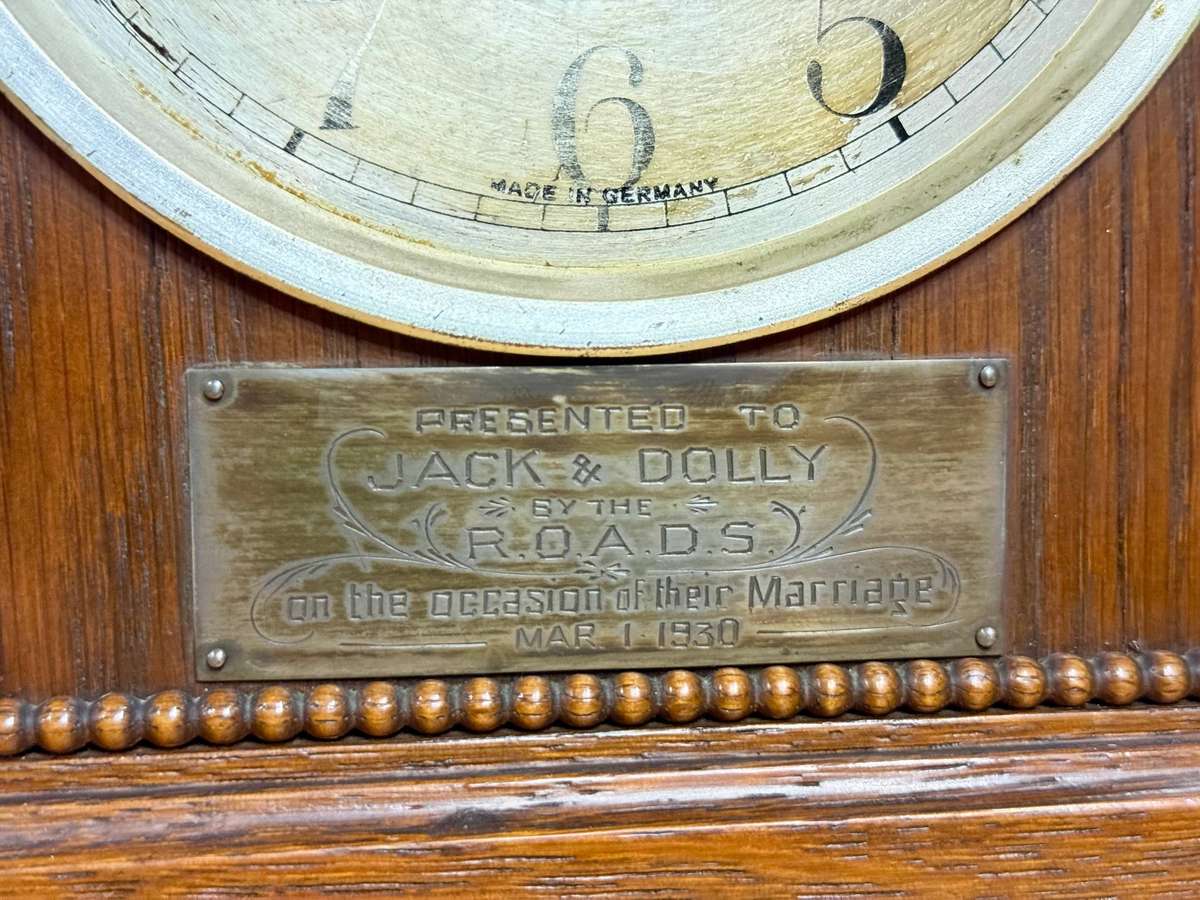 7 6 5
MADE IN GERMANY
PRESENTED TO
JACK & DOLLY
BY THE
R.O.A.D.S.
on the occasion of their Marriage
MAR 1·1930